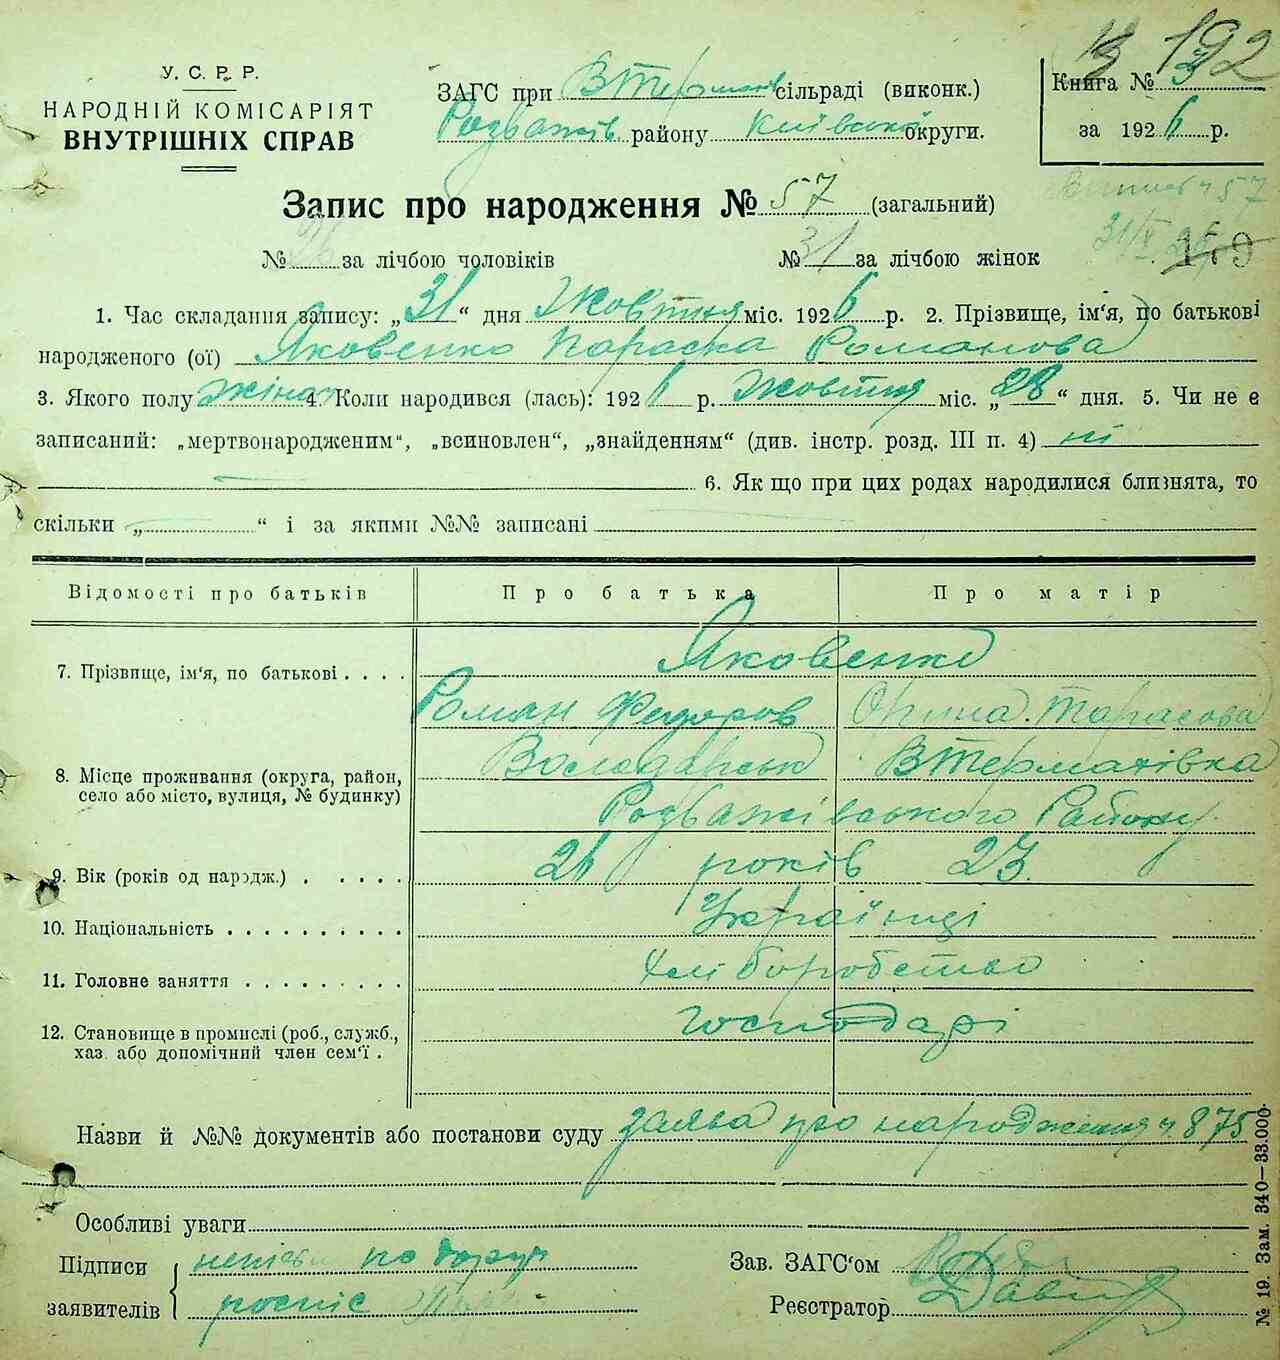 192
У. С. Р. Р.
НАРОДНІЙ КОМІСАРІЯТ
ВНУТРІШНІХ СПРАВ
ЗАГС при сільраді (виконк.)
району Київської округи.
Книга № 3
за 1926 р.
Запис про народження № 57 (загальний)
№ 26 за лічбою чоловіків № 31 за лічбою жінок
179
1. Час складання запису: „31“ дня Жовтня міс. 1926 р. 2. Прізвище, ім'я, по батькові
народженого (ої) Яковенко Параска Романова
3. Якого полу жіноч 4. Коли народився (лась): 1926 р. Жовтня міс. „28“ дня. 5. Чи не є
записаний: „мертвонародженим“, „всиновлен“, „знайденням“ (див. інстр. розд. III п. 4) ні
6. Як що при цих родах народилися близнята, то
скільки „ “ і за якими №№ записані
Відомості про батьків Про батька Про матір
7. Прізвище, ім'я, по батькові . . . . Яковенко
Роман Федоров Орина Тарасова
8. Місце проживання (округа, район,
село або місто, вулиця, № будинку)
Розважівського Району
9. Вік (років од народж.) . . . . . 26 років 23.
10. Національність . . . . . . . . . . Українці
11. Головне заняття . . . . . . . . . Хліборобство
12. Становище в промислі (роб., служб.,
хаз. або допомічний член сем'ї . Господарі
Назви й №№ документів або постанови суду заява про народження ч. 875
Особливі уваги
Підписи
заявителів
роспис
Зав. ЗАГС'ом
Реєстратор
№ 19. Зам. 340—33.000.